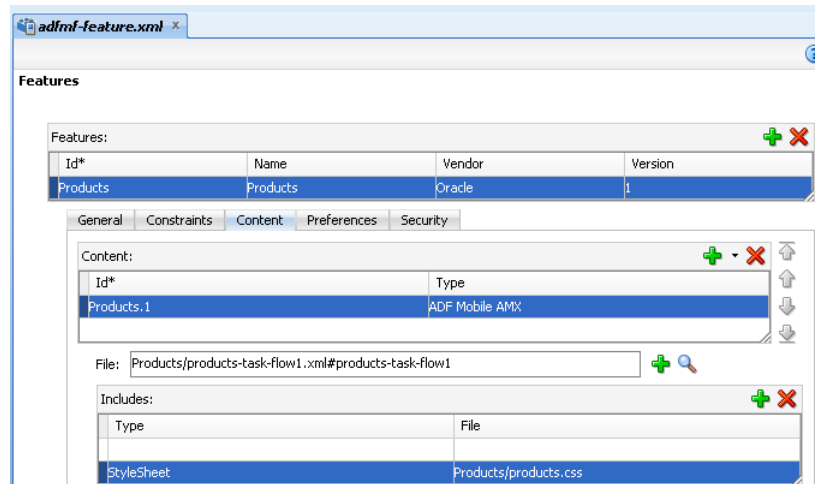 adfmf-feature.xml
Features
Features:
Id* Name Vendor Version
Products Products Oracle 1
General Constraints Content Preferences Security
Content:
Id* Type
Products.1 ADF Mobile AMX
File: Products/products-task-flow1.xml#products-task-flow1
Includes:
Type File
StyleSheet Products/products.css